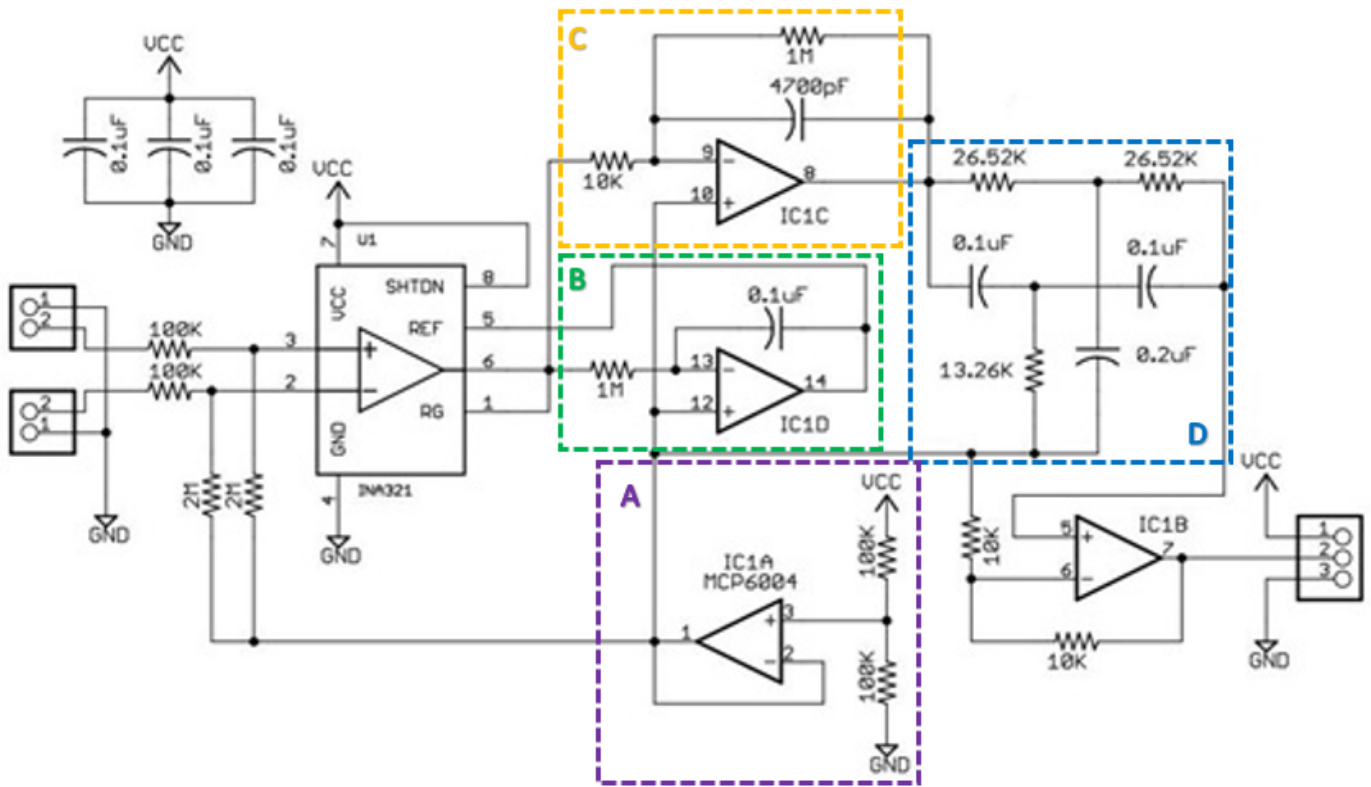 VCC
0.1uF
0.1uF
0.1uF
GND
1
2
2
1
GND
100K
100K
2M
2M
VCC
7
U1
VCC
SHTDN
8
REF
5
3
+
6
2
-
RG
1
GND
INA321
4
GND
C
1M
4700pF
10K
9
-
8
10
+
IC1C
B
0.1uF
1M
13
-
14
12
+
IC1D
A
VCC
100K
IC1A
MCP6004
1
+
3
-
2
100K
GND
26.52K
26.52K
0.1uF
0.1uF
13.26K
0.2uF
D
10K
5
+
IC1B
7
6
-
10K
VCC
1
2
3
GND